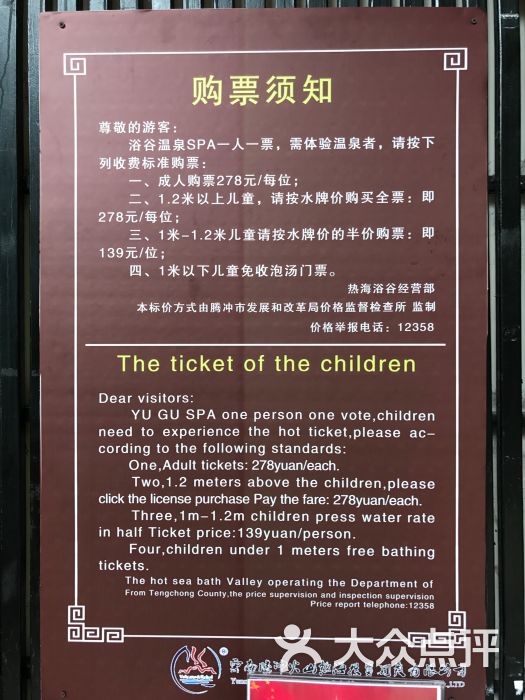 购票须知
尊敬的游客：
浴谷温泉SPA一人一票，需体验温泉者，请按下
列收费标准购票：
一、成人购票278元/每位；
二、1.2米以上儿童，请按水牌价购买全票：即
278元/每位；
三、1米-1.2米儿童请按水牌价的半价购票：即
139元/位；
四、1米以下儿童免收泡汤门票。
热海浴谷经营部
本标价方式由腾冲市发展和改革局价格监督检查所 监制
价格举报电话：12358
The ticket of the children
Dear visitors:
YU GU SPA one person one vote,children
need to experience the hot ticket,please ac-
cording to the following standards:
One,Adult tickets: 278yuan/each.
Two,1.2 meters above the children,please
click the license purchase Pay the fare: 278yuan/each.
Three,1m-1.2m children press water rate
in half Ticket price:139yuan/person.
Four,children under 1 meters free bathing
tickets.
The hot sea bath Valley operating the Department of
From Tengchong County,the price supervision and inspection supervision
Price report telephone:12358
大众点评